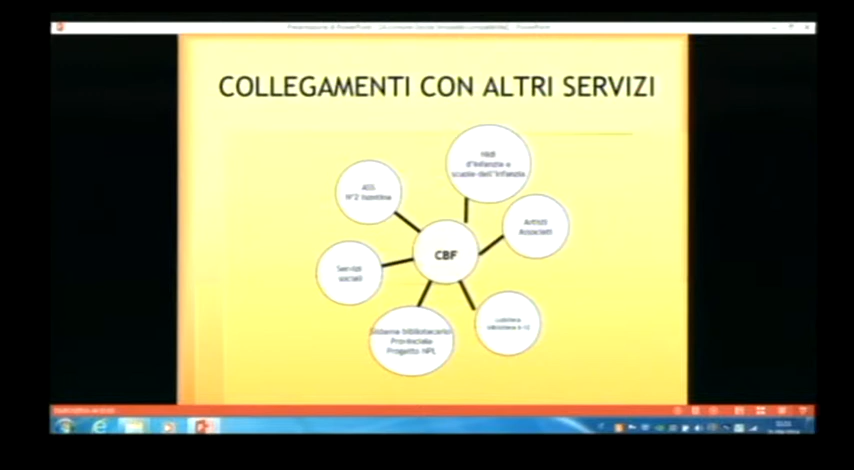 COLLEGAMENTI CON ALTRI SERVIZI
Nidi
d'Infanzia e
scuole dell'Infanzia
ASS
N°2 Isontina
Artisti
Associati
CBF
Servizi
sociali
Sistema bibliotecario
Provinciale
Progetto NPL